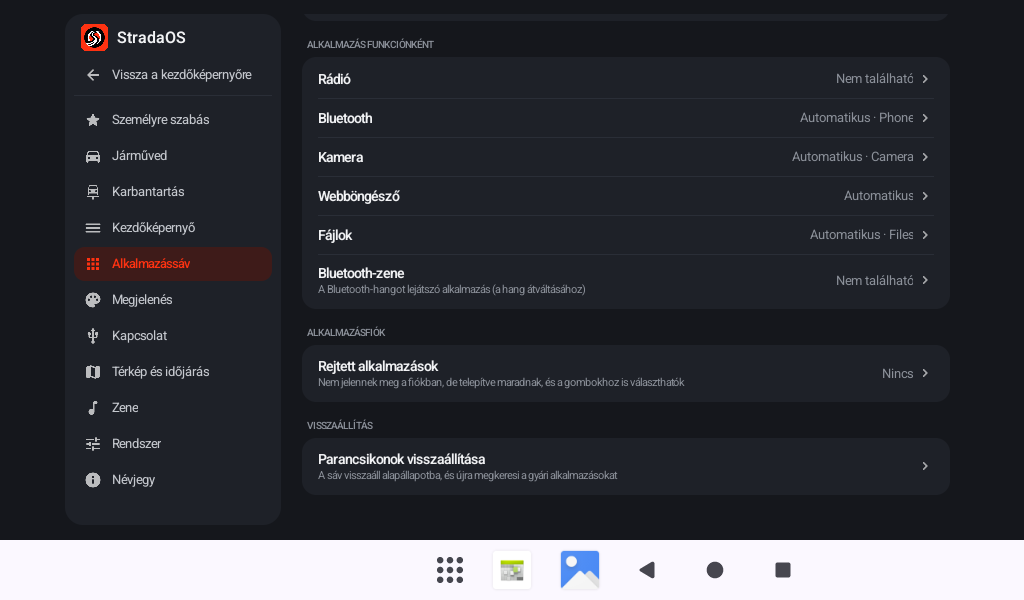 StradaOS
Vissza a kezdőképernyőre
Személyre szabás
Járműved
Karbantartás
Kezdőképernyő
Alkalmazássáv
Megjelenés
Kapcsolat
Térkép és időjárás
Zene
Rendszer
Névjegy
ALKALMAZÁS FUNKCIÓNKÉNT
Rádió
Nem található
Bluetooth
Automatikus · Phone
Kamera
Automatikus · Camera
Webböngésző
Automatikus
Fájlok
Automatikus · Files
Bluetooth-zene
A Bluetooth-hangot lejátszó alkalmazás (a hang átváltásához)
Nem található
ALKALMAZÁSFIÓK
Rejtett alkalmazások
Nem jelennek meg a fiókban, de telepítve maradnak, és a gombokhoz is választhatók
Nincs
VISSZAÁLLÍTÁS
Parancsikonok visszaállítása
A sáv visszaáll alapállapotba, és újra megkeresi a gyári alkalmazásokat